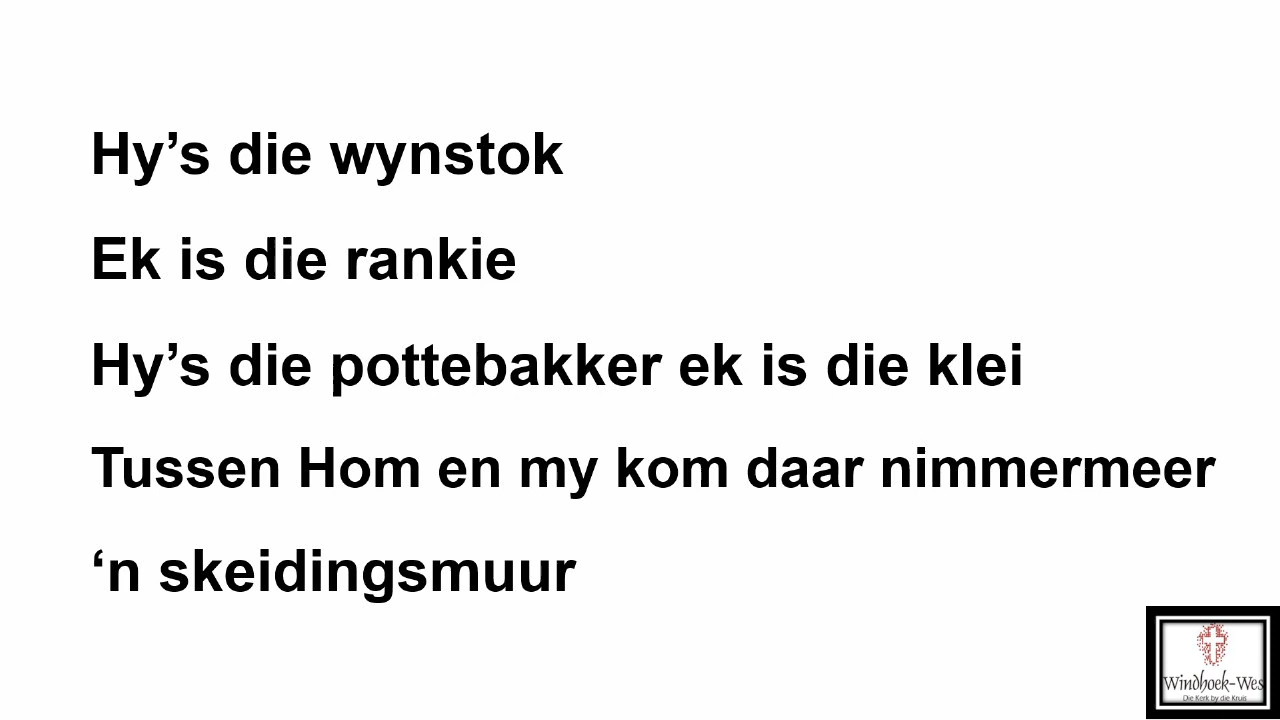 Hy’s die wynstok
Ek is die rankie
Hy’s die pottebakker ek is die klei
Tussen Hom en my kom daar nimmermeer
‘n skeidingsmuur
Windhoek-Wes
Die Kerk by die Kruis